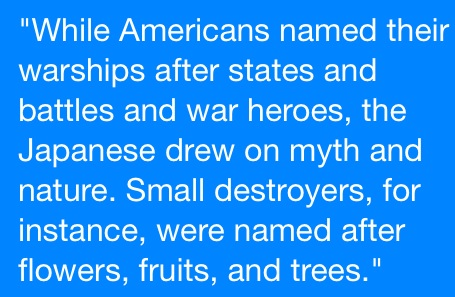 "While Americans named their
warships after states and
battles and war heroes, the
Japanese drew on myth and
nature. Small destroyers, for
instance, were named after
flowers, fruits, and trees."